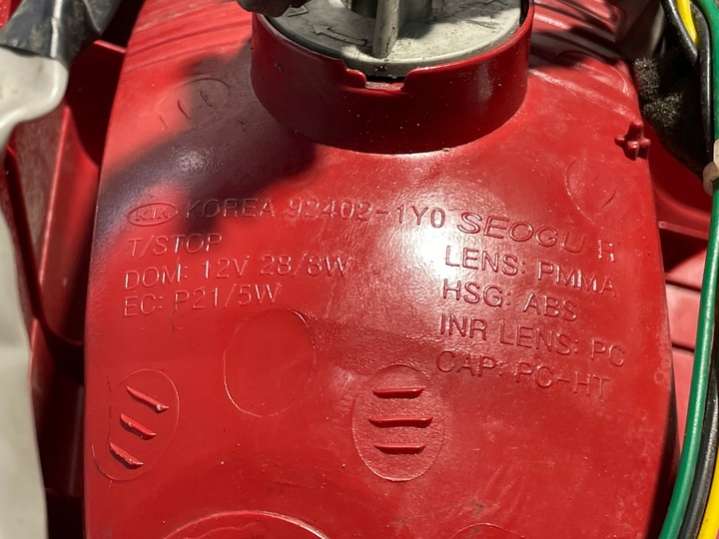 KIA KOREA 92402-1Y0 SEOGU R
T/STOP
DOM: 12V 28/8W
EC: P21/5W
LENS: PMMA
HSG: ABS
INR LENS: PC
CAP: PC-HT